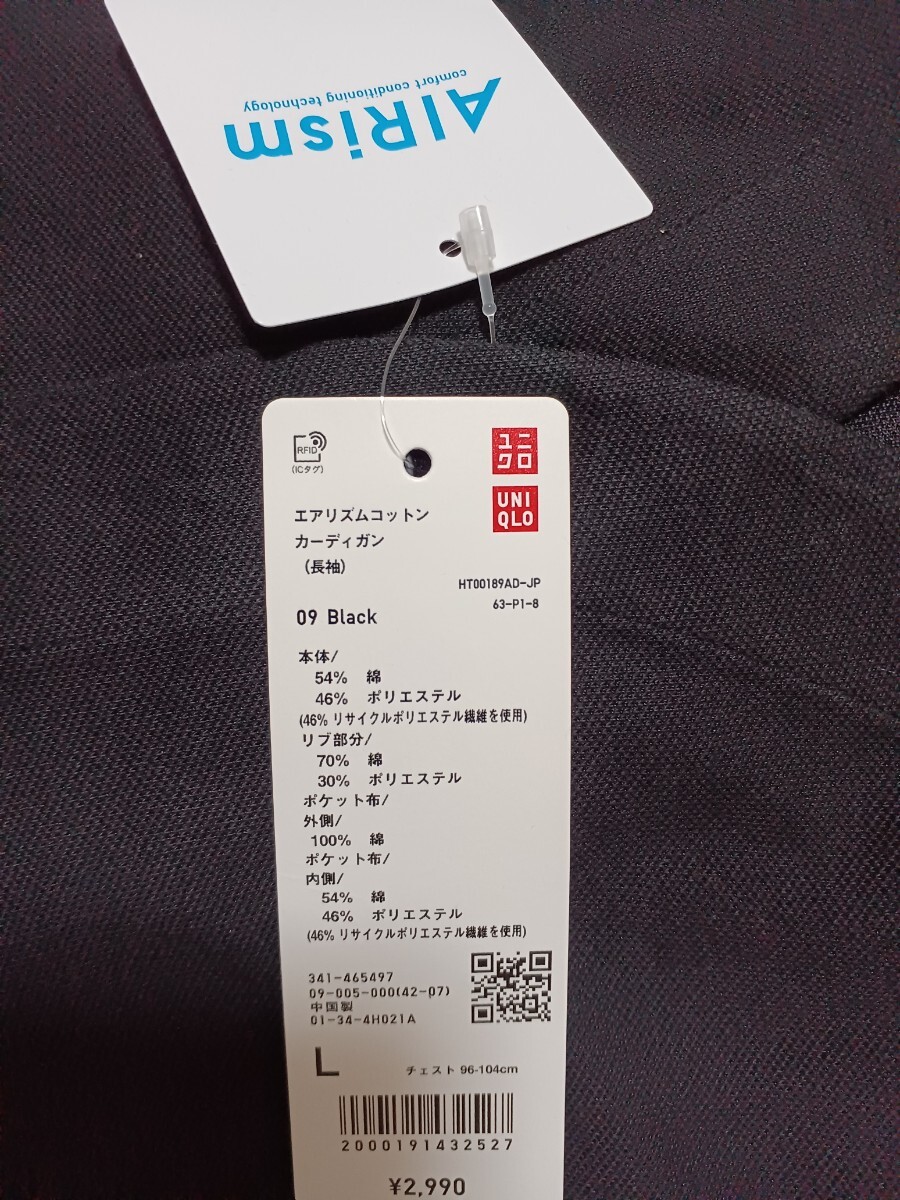 AIRism
comfort conditioning technology
RFID
(ICタグ)
ユニ
クロ
UNI
QLO
エアリズムコットン
カーディガン
(長袖)
HT00189AD-JP
63-P1-8
09 Black
本体/
54% 綿
46% ポリエステル
(46% リサイクルポリエステル繊維を使用)
リブ部分/
70% 綿
30% ポリエステル
ポケット布/
外側/
100% 綿
ポケット布/
内側/
54% 綿
46% ポリエステル
(46% リサイクルポリエステル繊維を使用)
341-465497
09-005-000(42-07)
中国製
01-34-4H021A
L
チェスト 96-104cm
2000191432527
¥2,990